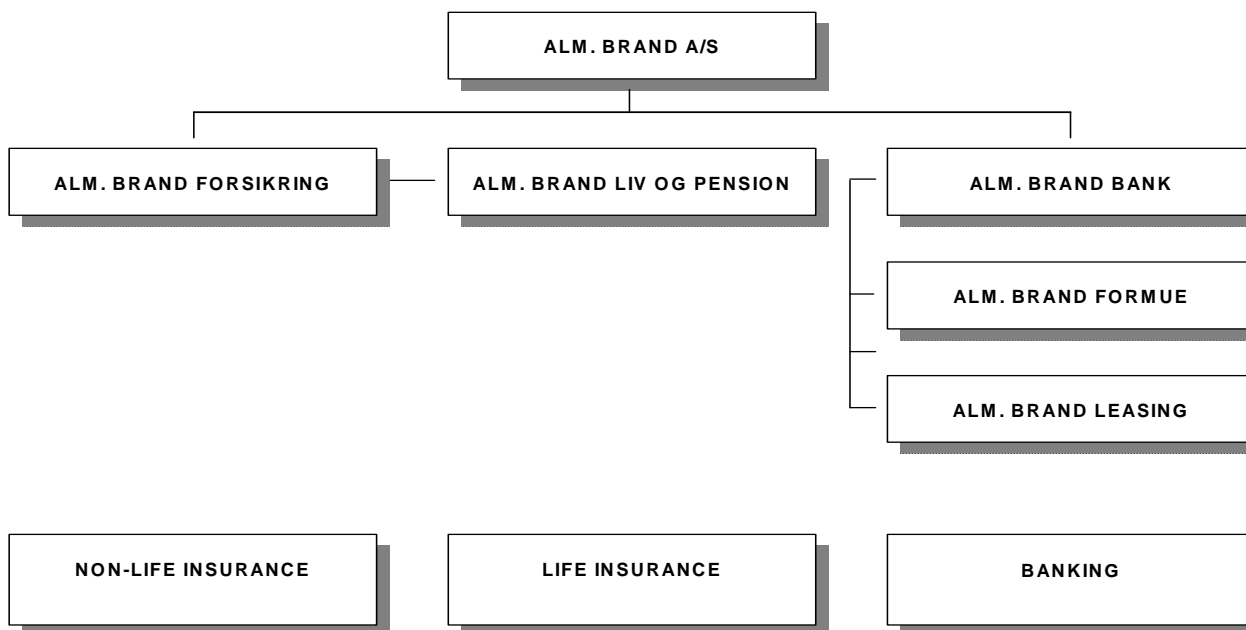 ALM. BRAND A/S
ALM. BRAND FORSIKRING
ALM. BRAND LIV OG PENSION
ALM. BRAND BANK
ALM. BRAND FORMUE
ALM. BRAND LEASING
NON-LIFE INSURANCE
LIFE INSURANCE
BANKING